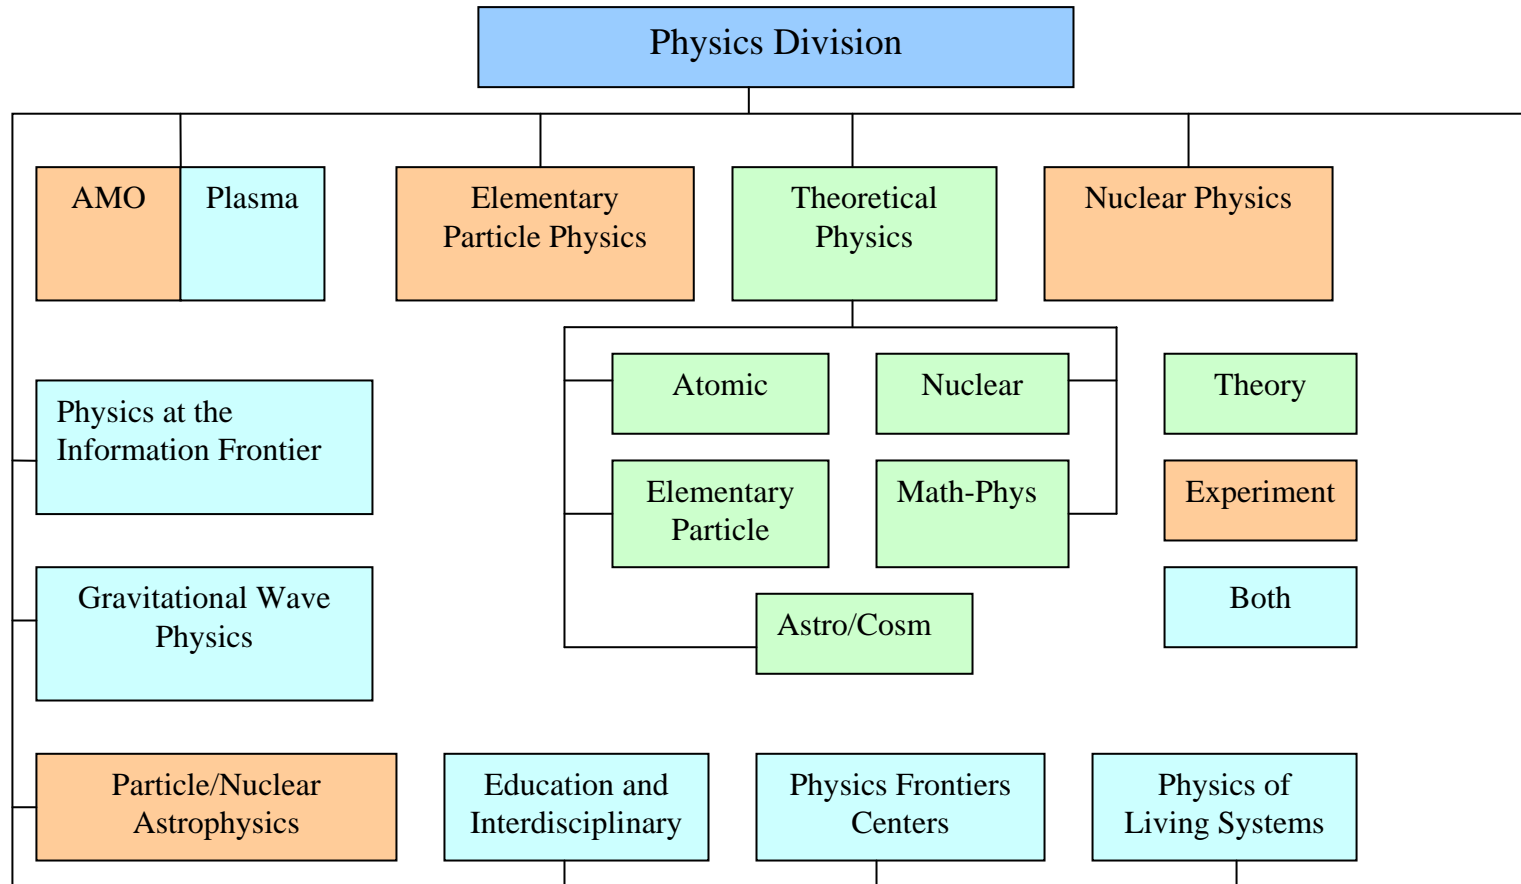 Physics Division
AMO
Plasma
Elementary
Particle Physics
Theoretical
Physics
Nuclear Physics
Atomic
Nuclear
Theory
Physics at the
Information Frontier
Elementary
Particle
Math-Phys
Experiment
Gravitational Wave
Physics
Astro/Cosm
Both
Particle/Nuclear
Astrophysics
Education and
Interdisciplinary
Physics Frontiers
Centers
Physics of
Living Systems